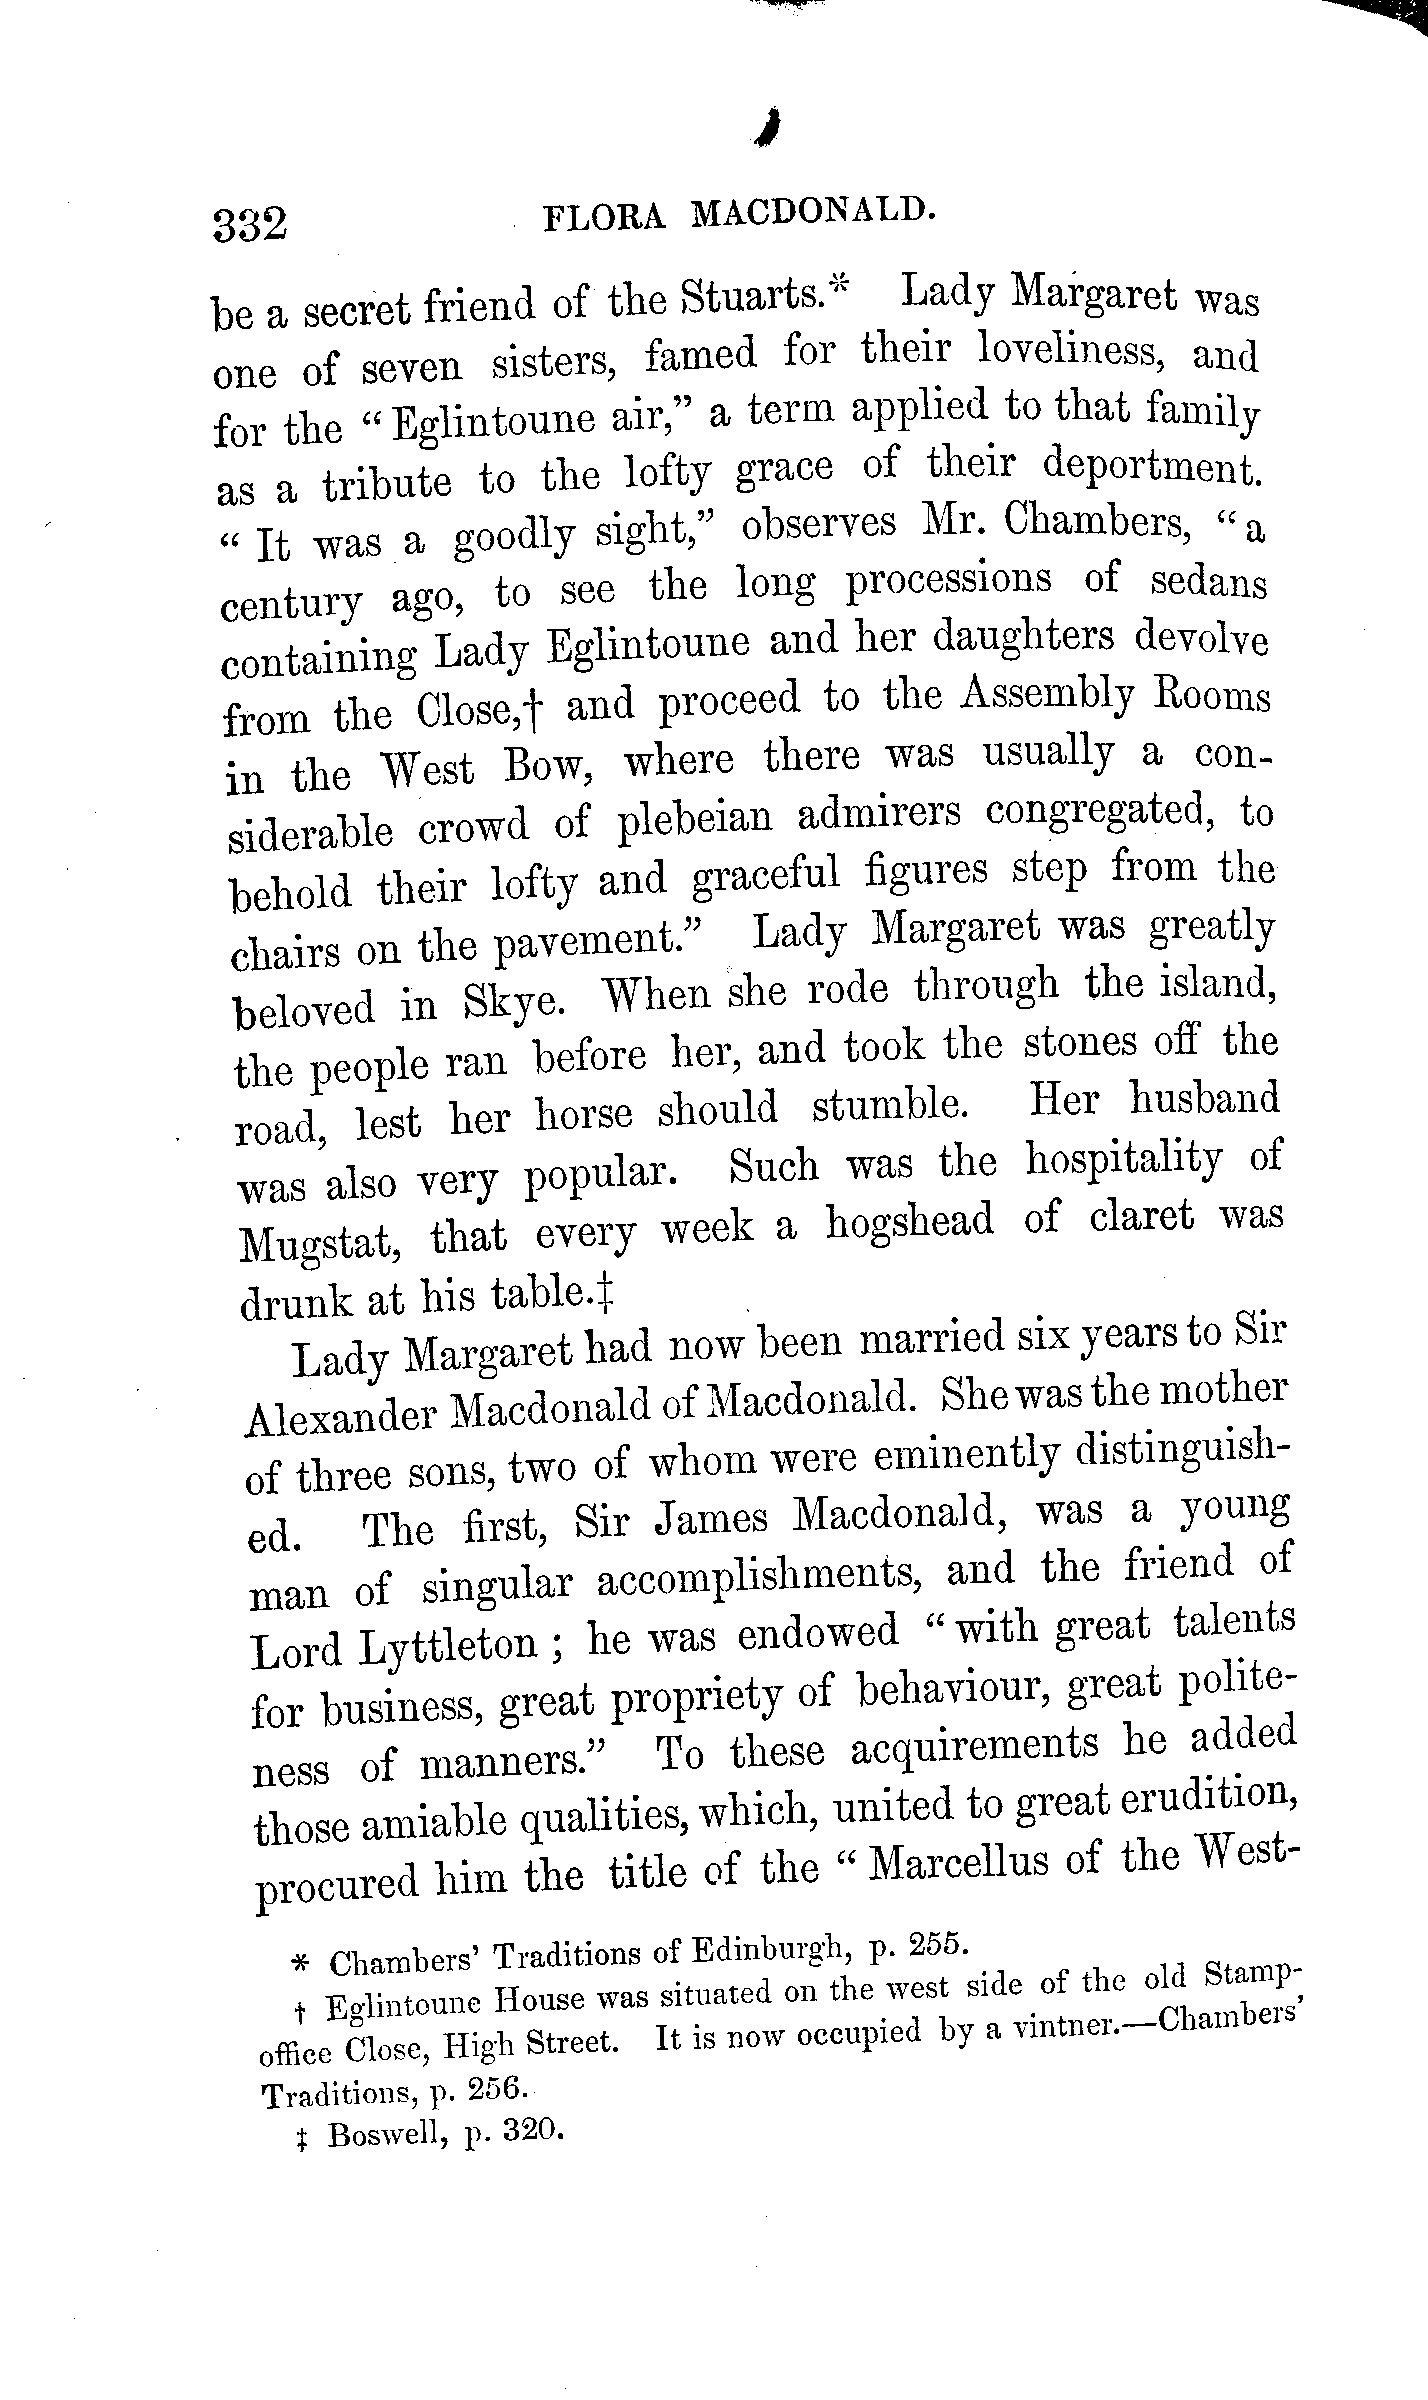 332 FLORA MACDONALD.
be a secret friend of the Stuarts.* Lady Margaret was
one of seven sisters, famed for their loveliness, and
for the “Eglintoune air,” a term applied to that family
as a tribute to the lofty grace of their deportment.
“It was a goodly sight,” observes Mr. Chambers, “a
century ago, to see the long processions of sedans
containing Lady Eglintoune and her daughters devolve
from the Close,† and proceed to the Assembly Rooms
in the West Bow, where there was usually a con-
siderable crowd of plebeian admirers congregated, to
behold their lofty and graceful figures step from the
chairs on the pavement.” Lady Margaret was greatly
beloved in Skye. When she rode through the island,
the people ran before her, and took the stones off the
road, lest her horse should stumble. Her husband
was also very popular. Such was the hospitality of
Mugstat, that every week a hogshead of claret was
drunk at his table.‡
Lady Margaret had now been married six years to Sir
Alexander Macdonald of Macdonald. She was the mother
of three sons, two of whom were eminently distinguish-
ed. The first, Sir James Macdonald, was a young
man of singular accomplishments, and the friend of
Lord Lyttleton; he was endowed “with great talents
for business, great propriety of behaviour, great polite-
ness of manners.” To these acquirements he added
those amiable qualities, which, united to great erudition,
procured him the title of the “Marcellus of the West-
* Chambers’ Traditions of Edinburgh, p. 255.
† Eglintoune House was situated on the west side of the old Stamp-
office Close, High Street. It is now occupied by a vintner.—Chambers’
Traditions, p. 256.
‡ Boswell, p. 320.